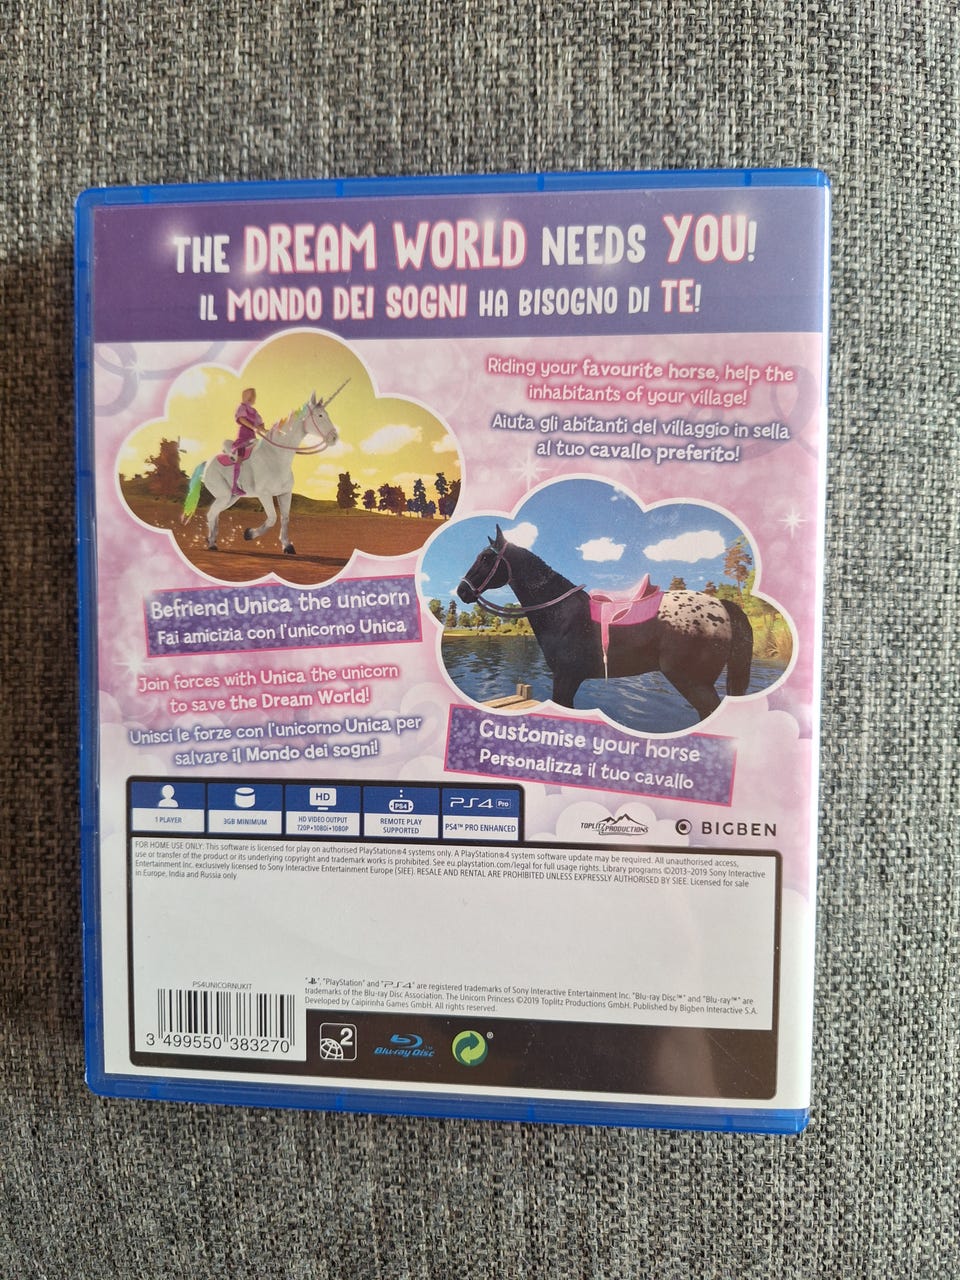 THE DREAM WORLD NEEDS YOU!
IL MONDO DEI SOGNI HA BISOGNO DI TE!
Riding your favourite horse, help the
inhabitants of your village!
Aiuta gli abitanti del villaggio in sella
al tuo cavallo preferito!
Befriend Unica the unicorn
Fai amicizia con l'unicorno Unica
Join forces with Unica the unicorn
to save the Dream World!
Unisci le forze con l'unicorno Unica per
salvare il Mondo dei sogni!
Customise your horse
Personalizza il tuo cavallo
1 PLAYER
3GB MINIMUM
HD
HD VIDEO OUTPUT
720P•1080i•1080P
PS4
REMOTE PLAY
SUPPORTED
PS4 Pro
PS4™ PRO ENHANCED
TOPLITZ PRODUCTIONS
BIGBEN
FOR HOME USE ONLY: This software is licensed for play on authorised PlayStation®4 systems only. A PlayStation®4 system software update may be required. All unauthorised access,
use or transfer of the product or its underlying copyright and trademark works is prohibited. See eu.playstation.com/legal for full usage rights. Library programs ©2013-2019 Sony Interactive
Entertainment Inc. exclusively licensed to Sony Interactive Entertainment Europe (SIEE). RESALE AND RENTAL ARE PROHIBITED UNLESS EXPRESSLY AUTHORISED BY SIEE. Licensed for sale
in Europe, India and Russia only
PS4UNICORNUKIT
3 499550 383270
" ", "PlayStation" and "PS4" are registered trademarks of Sony Interactive Entertainment Inc. "Blu-ray Disc™" and "Blu-ray™" are
trademarks of the Blu-ray Disc Association. The Unicorn Princess ©2019 Toplitz Productions GmbH. Published by Bigben Interactive S.A.
Developed by Caipirinha Games GmbH. All rights reserved.
2
Blu-ray Disc™
®